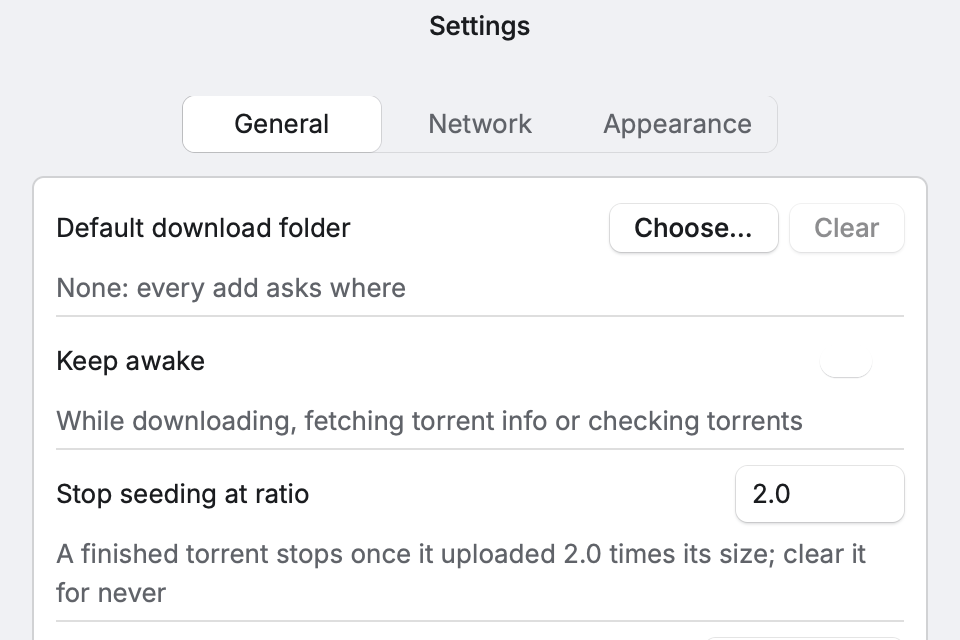 Settings
General Network Appearance
Default download folder Choose... Clear
None: every add asks where
Keep awake
While downloading, fetching torrent info or checking torrents
Stop seeding at ratio 2.0
A finished torrent stops once it uploaded 2.0 times its size; clear it
for never